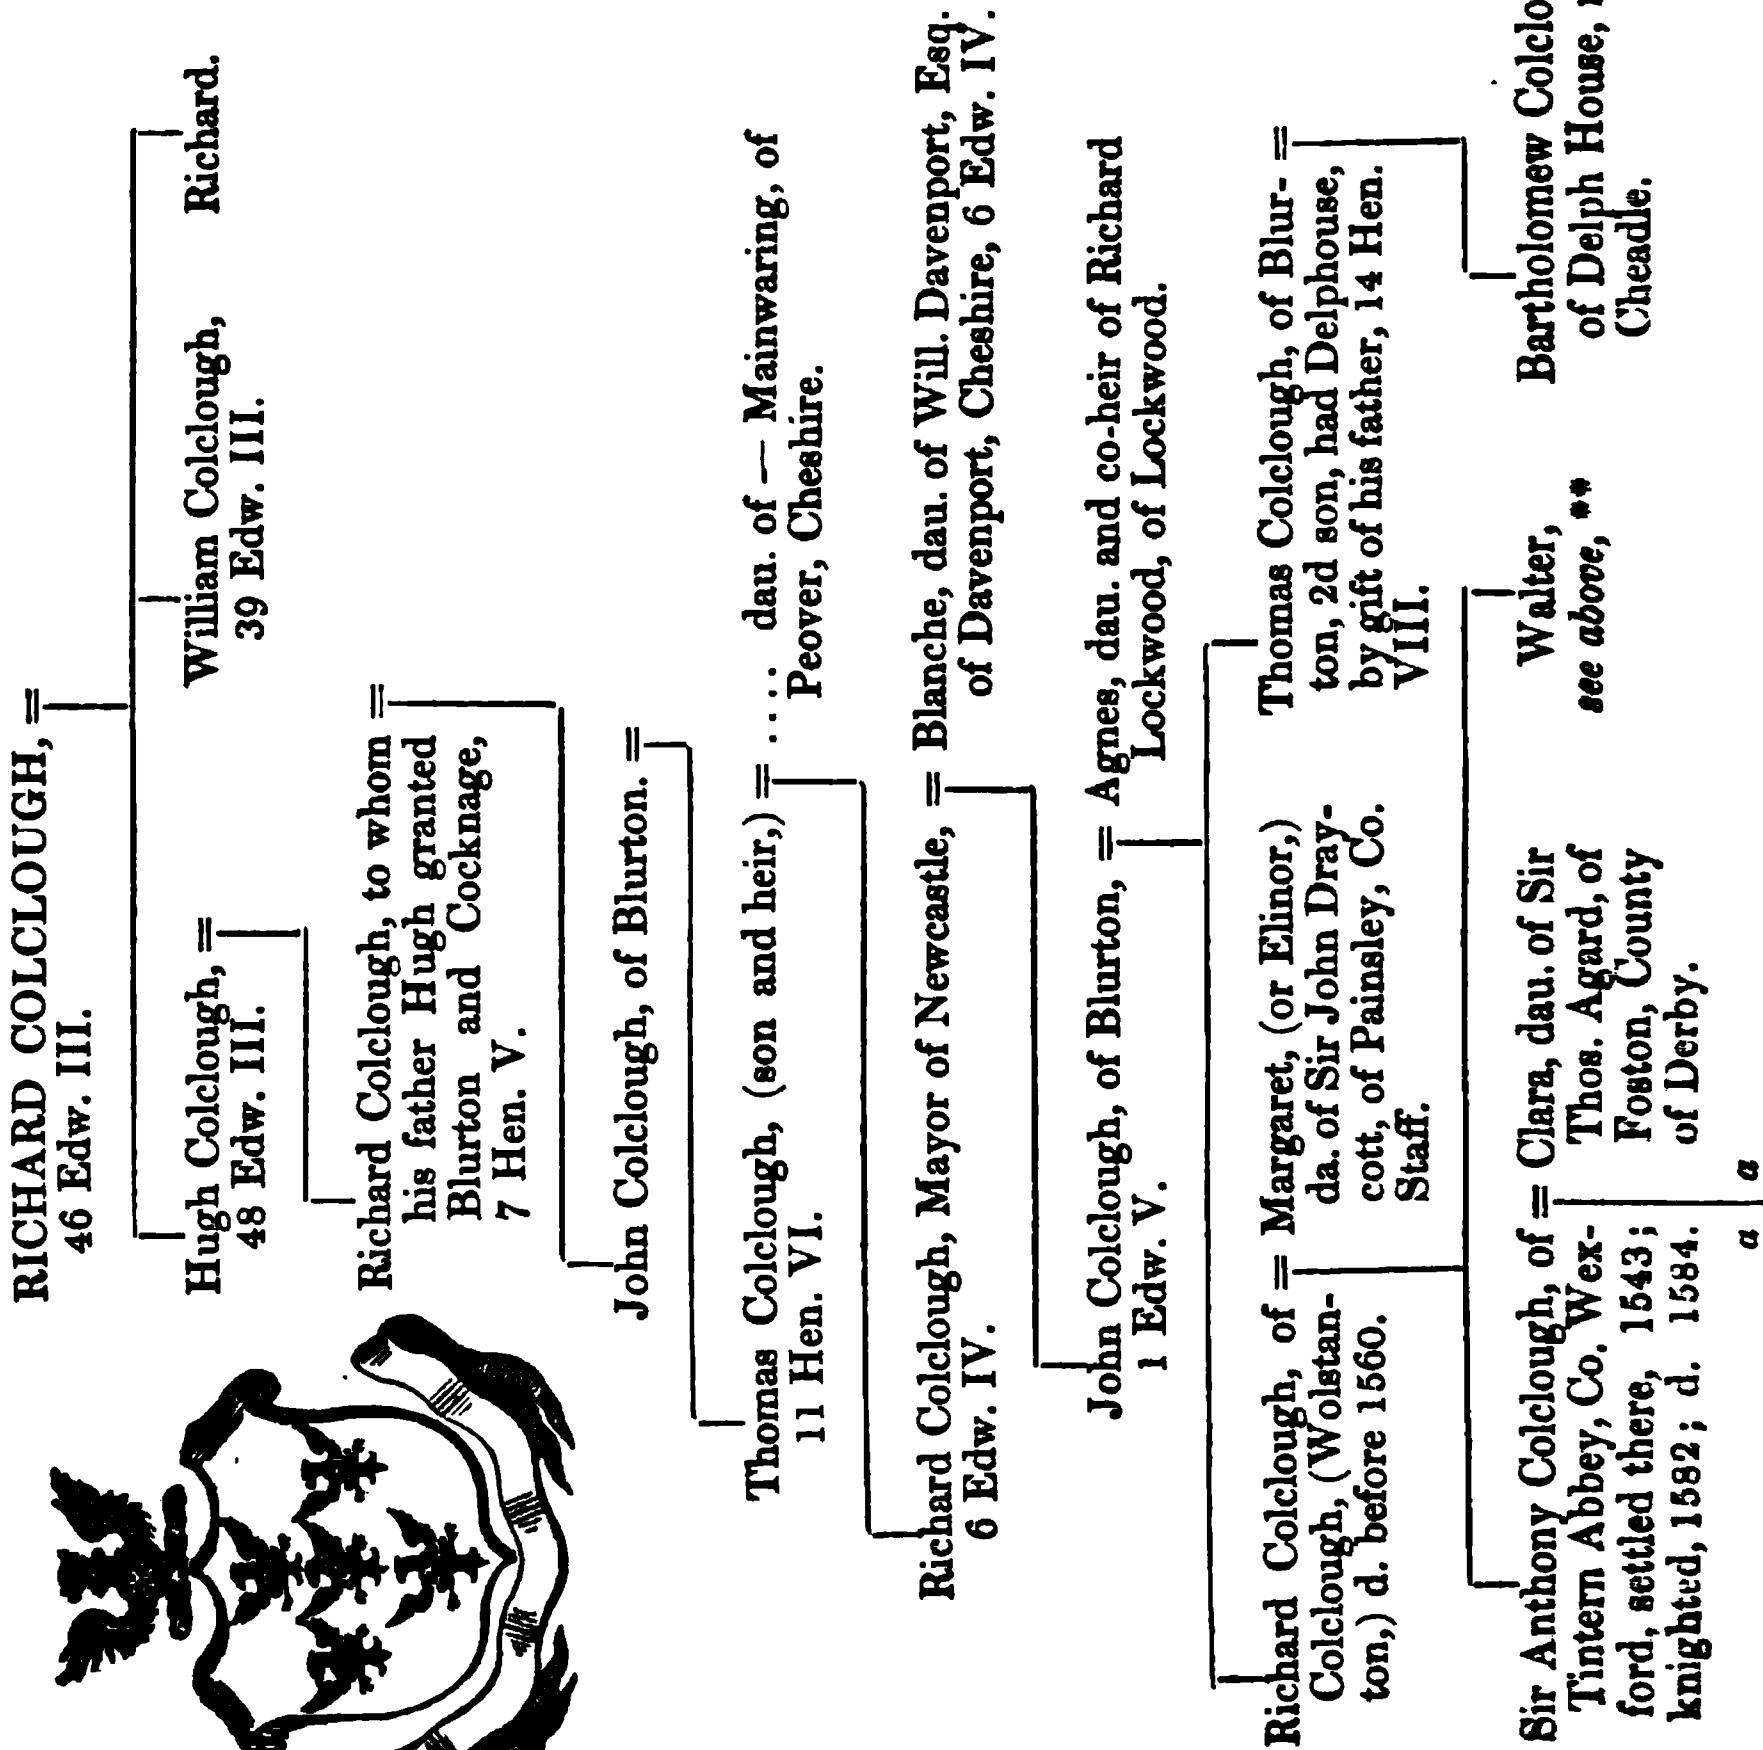 RICHARD COLCLOUGH, =
46 Edw. III.
Hugh Colclough, =
48 Edw. III.
William Colclough,
39 Edw. III.
Richard.
Richard Colclough, to whom =
his father Hugh granted
Blurton and Cocknage,
7 Hen. V.
John Colclough, of Blurton. =
Thomas Colclough, (son and heir,) = .... dau. of — Mainwaring, of
11 Hen. VI.
Peover, Cheshire.
Richard Colclough, Mayor of Newcastle, = Blanche, dau. of Will. Davenport, Esq.
6 Edw. IV.
of Davenport, Cheshire, 6 Edw. IV.
John Colclough, of Blurton, = Agnes, dau. and co-heir of Richard
1 Edw. V.
Lockwood, of Lockwood.
Richard Colclough, of =
Colclough, (Wolstan-
ton,) d. before 1560.
Margaret, (or Elinor,)
da. of Sir John Dray-
cott, of Painsley, Co.
Staff.
Thomas Colclough, of Blur- =
ton, 2d son, had Delphouse,
by gift of his father, 14 Hen.
VIII.
Sir Anthony Colclough, of =
Tintern Abbey, Co. Wex-
ford, settled there, 1543;
knighted, 1582; d. 1584.
Clara, dau. of Sir
Thos. Agard, of
Foston, County
of Derby.
Walter,
see above, **
Bartholomew Colclo
of Delph House,
Cheadle.
a a